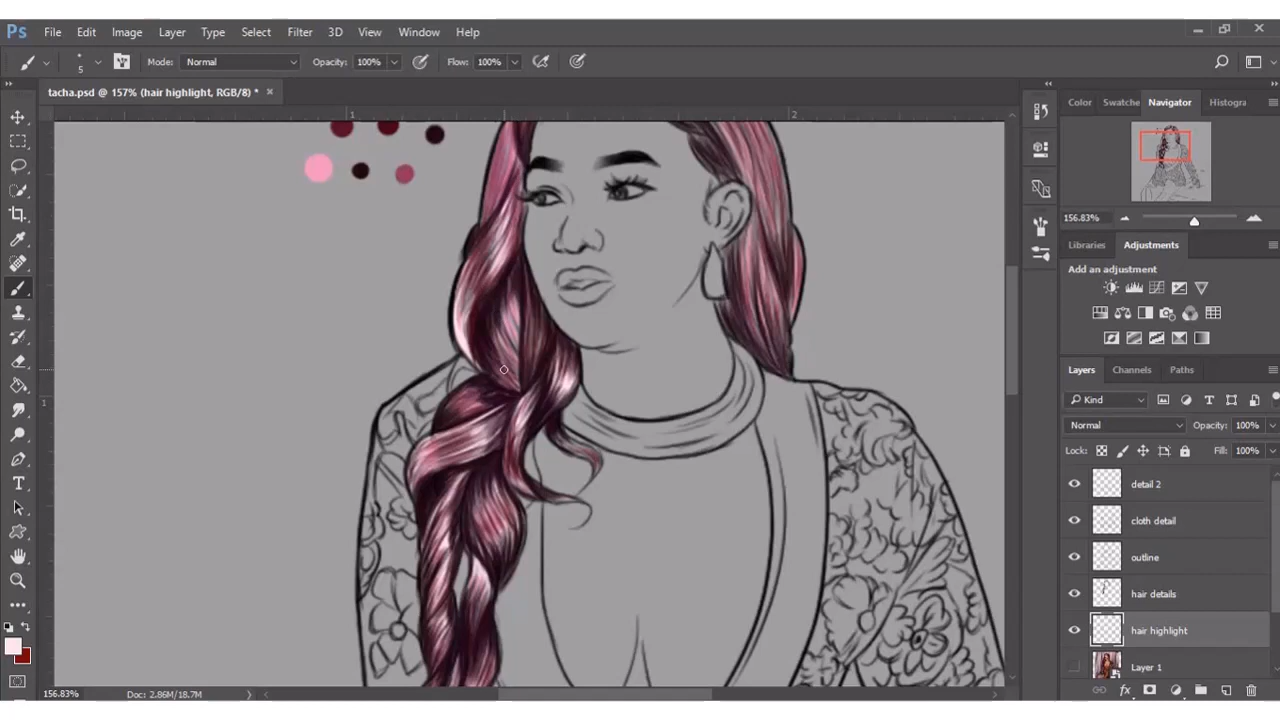 Ps File Edit Image Layer Type Select Filter 3D View Window Help
5 Mode: Normal Opacity: 100% Flow: 100%
tacha.psd @ 157% (hair highlight, RGB/8) *
Color Swatche Navigator Histogra
1 2
156.83%
Libraries Adjustments
Add an adjustment
Layers Channels Paths
1
Kind
Normal Opacity: 100%
Lock: Fill: 100%
detail 2
cloth detail
outline
hair details
hair highlight
Layer 1
156.83% Doc: 2.86M/18.7M